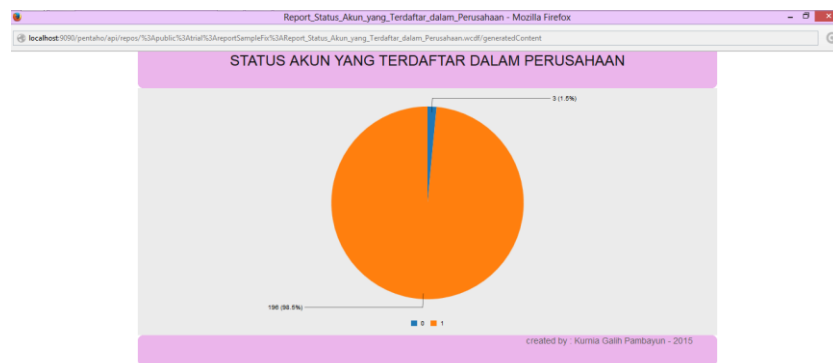 Report_Status_Akun_yang_Terdaftar_dalam_Perusahaan - Mozilla Firefox
localhost:9090/pentaho/api/repos/%3Apublic%3Atrial%3AreportSampleFix%3AReport_Status_Akun_yang_Terdaftar_dalam_Perusahaan.wcdf/generatedContent
STATUS AKUN YANG TERDAFTAR DALAM PERUSAHAAN
3 (1.5%)
196 (98.5%)
0 1
created by : Kurnia Galih Pambayun - 2015